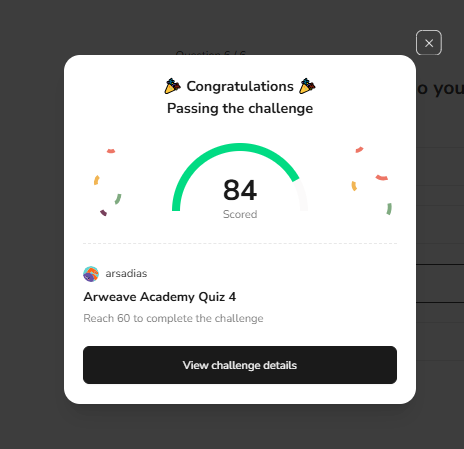 Question 5 / 5
🎉 Congratulations 🎉
Passing the challenge
o you
84
Scored
arsadias
Arweave Academy Quiz 4
Reach 60 to complete the challenge
View challenge details